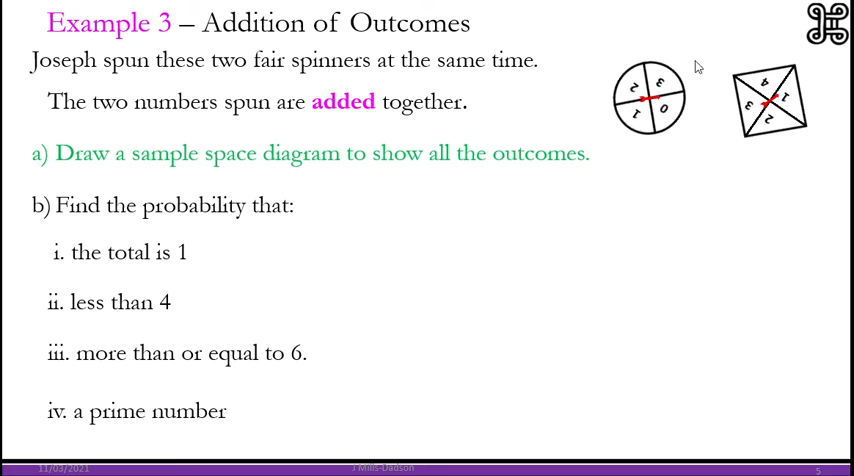 Example 3 – Addition of Outcomes
Joseph spun these two fair spinners at the same time.
The two numbers spun are added together.
a) Draw a sample space diagram to show all the outcomes.
b) Find the probability that:
i. the total is 1
ii. less than 4
iii. more than or equal to 6.
iv. a prime number
2 3
1 0
4
3 1
2
11/03/2021
J Mills-Dadson
5